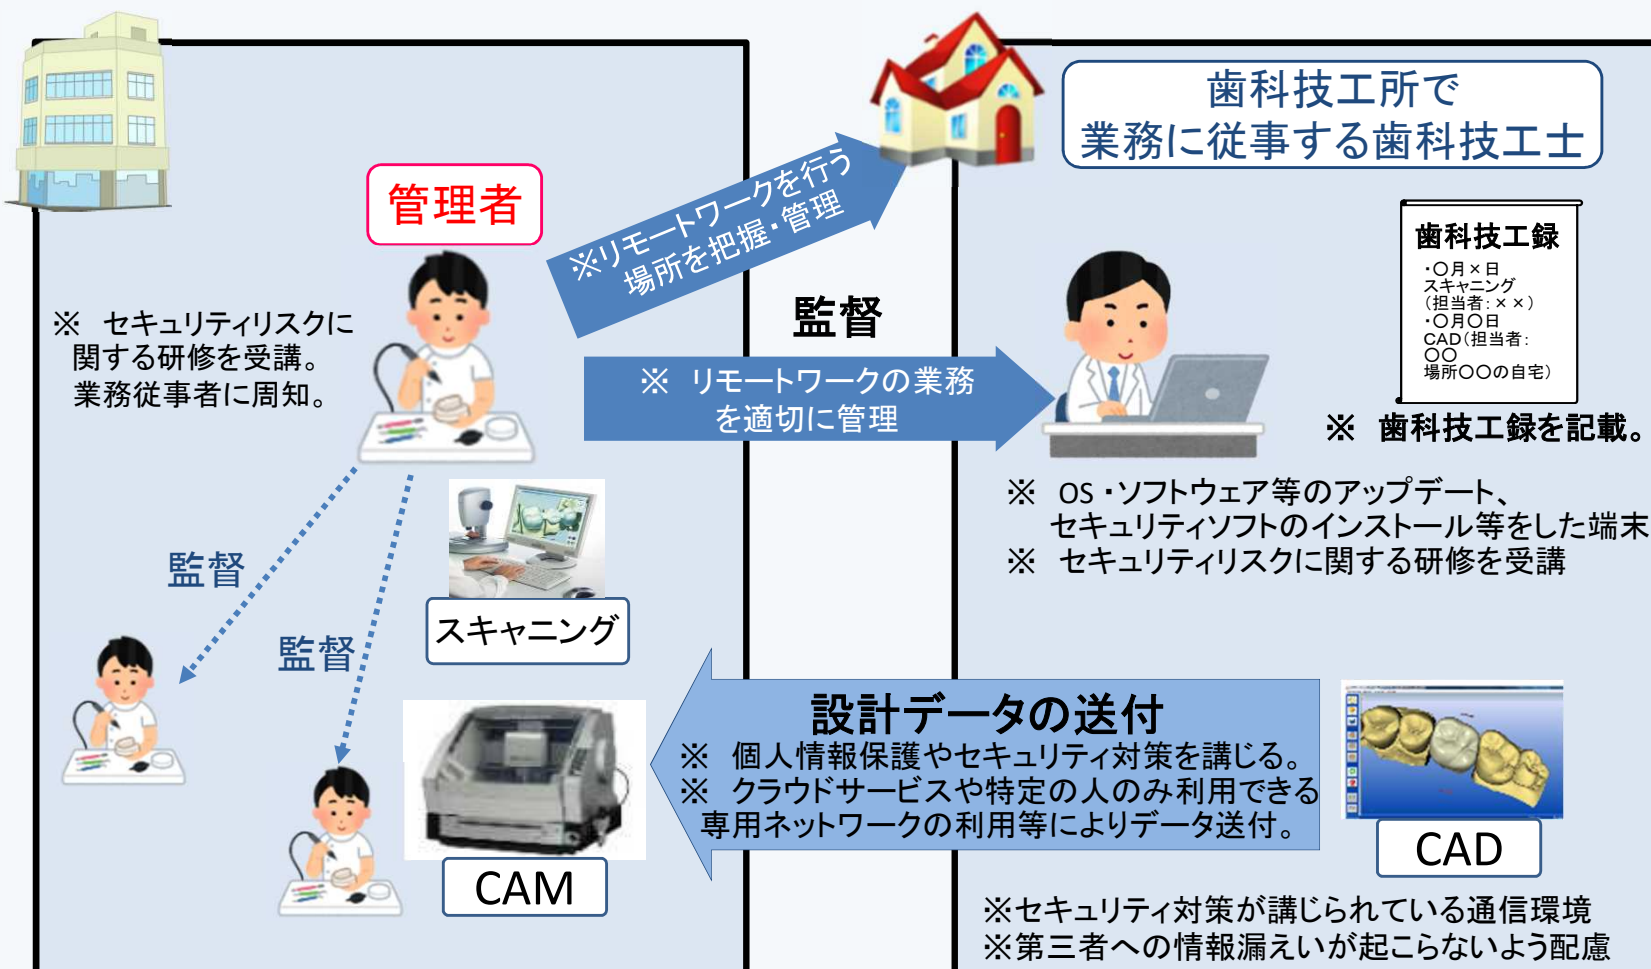 歯科技工所で
業務に従事する歯科技工士
管理者
※リモートワークを行う
場所を把握・管理
監督
※　リモートワークの業務
を適切に管理
※　セキュリティリスクに
関する研修を受講。
業務従事者に周知。
歯科技工録
・〇月×日
スキャニング
（担当者：××）
・〇月〇日
CAD（担当者：
〇〇
場所〇〇の自宅）
※　歯科技工録を記載。
※　OS・ソフトウェア等のアップデート、
セキュリティソフトのインストール等をした端末
※　セキュリティリスクに関する研修を受講
監督
監督
スキャニング
CAM
設計データの送付
※　個人情報保護やセキュリティ対策を講じる。
※　クラウドサービスや特定の人のみ利用できる
専用ネットワークの利用等によりデータ送付。
CAD
※セキュリティ対策が講じられている通信環境
※第三者への情報漏えいが起こらないよう配慮